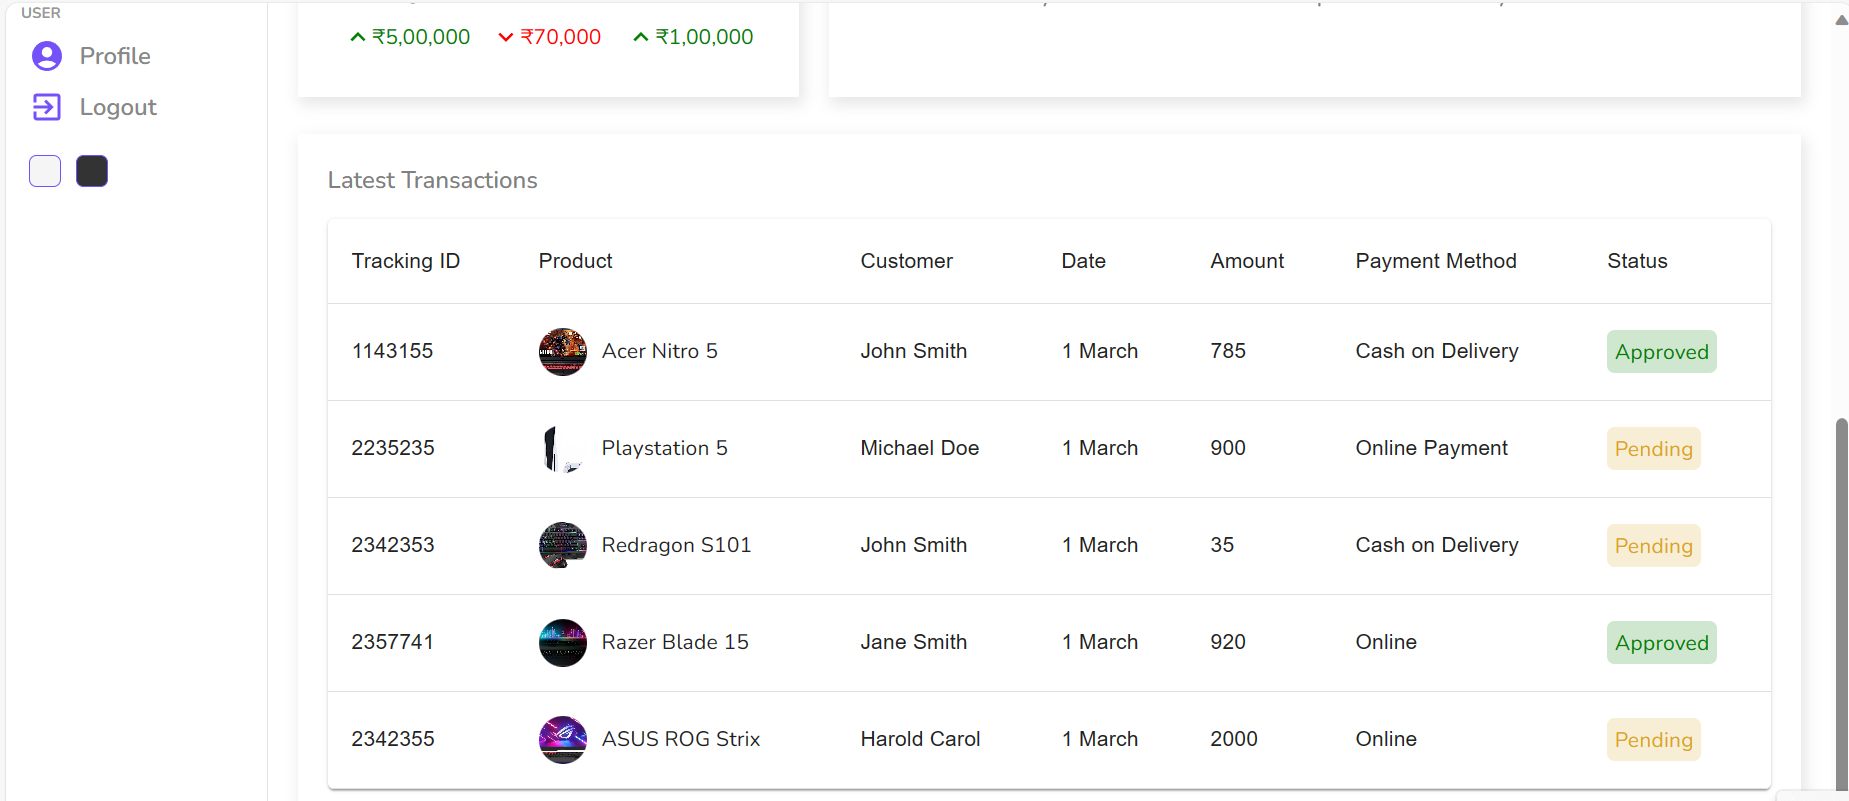 USER
Profile
Logout
₹5,00,000 ₹70,000 ₹1,00,000
Latest Transactions
Tracking ID Product Customer Date Amount Payment Method Status
1143155 Acer Nitro 5 John Smith 1 March 785 Cash on Delivery Approved
2235235 Playstation 5 Michael Doe 1 March 900 Online Payment Pending
2342353 Redragon S101 John Smith 1 March 35 Cash on Delivery Pending
2357741 Razer Blade 15 Jane Smith 1 March 920 Online Approved
2342355 ASUS ROG Strix Harold Carol 1 March 2000 Online Pending